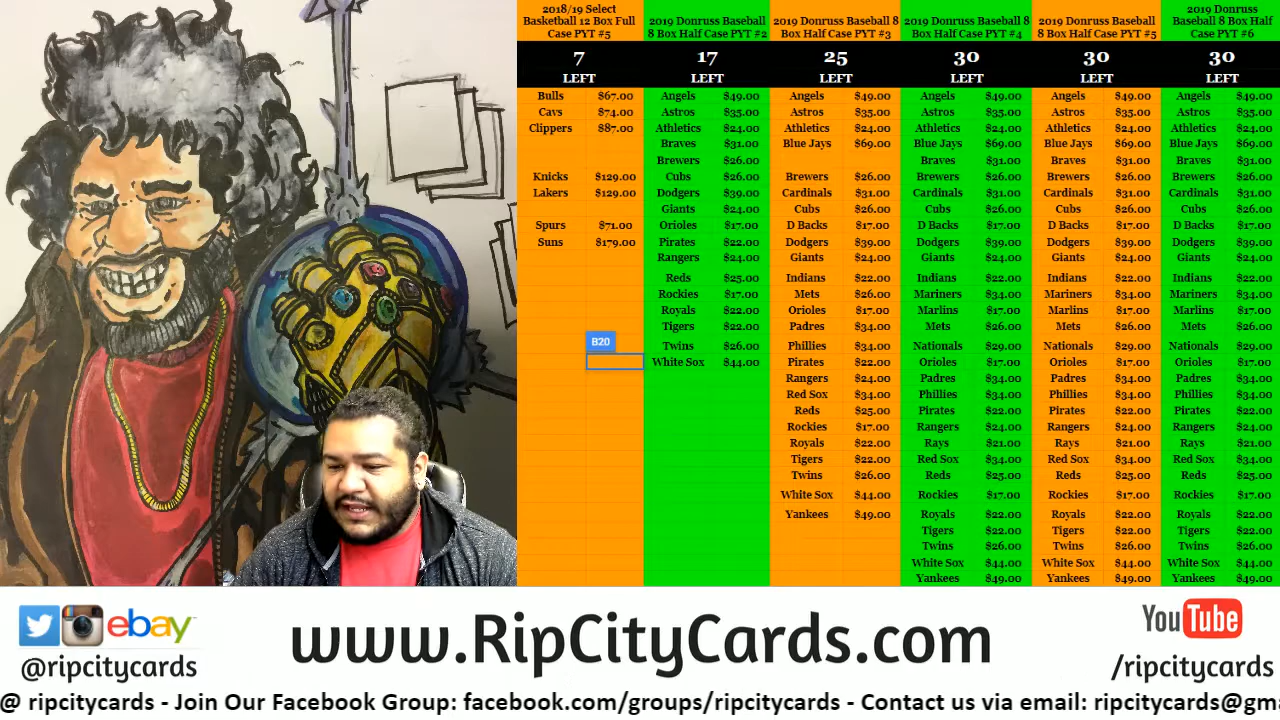 2018/19 Select
Basketball 12 Box Full
Case PYT #5
7
LEFT
Bulls $67.00
Cavs $74.00
Clippers $87.00
Knicks $129.00
Lakers $129.00
Spurs $71.00
Suns $179.00
B20
2019 Donruss Baseball
8 Box Half Case PYT #2
17
LEFT
Angels $49.00
Astros $35.00
Athletics $24.00
Braves $31.00
Brewers $26.00
Cubs $26.00
Dodgers $39.00
Giants $24.00
Orioles $17.00
Pirates $22.00
Rangers $24.00
Reds $25.00
Rockies $17.00
Royals $22.00
Tigers $22.00
Twins $26.00
White Sox $44.00
2019 Donruss Baseball 8
Box Half Case PYT #3
25
LEFT
Angels $49.00
Astros $35.00
Athletics $24.00
Blue Jays $69.00
Brewers $26.00
Cardinals $31.00
Cubs $26.00
D Backs $17.00
Dodgers $39.00
Giants $24.00
Indians $22.00
Mets $26.00
Orioles $17.00
Padres $34.00
Phillies $34.00
Pirates $22.00
Rangers $24.00
Red Sox $34.00
Reds $25.00
Rockies $17.00
Royals $22.00
Tigers $22.00
Twins $26.00
White Sox $44.00
Yankees $49.00
2019 Donruss Baseball 8
Box Half Case PYT #4
30
LEFT
Angels $49.00
Astros $35.00
Athletics $24.00
Blue Jays $69.00
Braves $31.00
Brewers $26.00
Cardinals $31.00
Cubs $26.00
D Backs $17.00
Dodgers $39.00
Giants $24.00
Indians $22.00
Mariners $34.00
Marlins $17.00
Mets $26.00
Nationals $29.00
Orioles $17.00
Padres $34.00
Phillies $34.00
Pirates $22.00
Rangers $24.00
Rays $21.00
Red Sox $34.00
Reds $25.00
Rockies $17.00
Royals $22.00
Tigers $22.00
Twins $26.00
White Sox $44.00
Yankees $49.00
2019 Donruss Baseball
8 Box Half Case PYT #5
30
LEFT
Angels $49.00
Astros $35.00
Athletics $24.00
Blue Jays $69.00
Braves $31.00
Brewers $26.00
Cardinals $31.00
Cubs $26.00
D Backs $17.00
Dodgers $39.00
Giants $24.00
Indians $22.00
Mariners $34.00
Marlins $17.00
Mets $26.00
Nationals $29.00
Orioles $17.00
Padres $34.00
Phillies $34.00
Pirates $22.00
Rangers $24.00
Rays $21.00
Red Sox $34.00
Reds $25.00
Rockies $17.00
Royals $22.00
Tigers $22.00
Twins $26.00
White Sox $44.00
Yankees $49.00
2019 Donruss
Baseball 8 Box Half
Case PYT #6
30
LEFT
Angels $49.00
Astros $35.00
Athletics $24.00
Blue Jays $69.00
Braves $31.00
Brewers $26.00
Cardinals $31.00
Cubs $26.00
D Backs $17.00
Dodgers $39.00
Giants $24.00
Indians $22.00
Mariners $34.00
Marlins $17.00
Mets $26.00
Nationals $29.00
Orioles $17.00
Padres $34.00
Phillies $34.00
Pirates $22.00
Rangers $24.00
Rays $21.00
Red Sox $34.00
Reds $25.00
Rockies $17.00
Royals $22.00
Tigers $22.00
Twins $26.00
White Sox $44.00
Yankees $49.00
ebay
@ripcitycards
www.RipCityCards.com
YouTube
/ripcitycards
@ ripcitycards - Join Our Facebook Group: facebook.com/groups/ripcitycards - Contact us via email: ripcitycards@gma